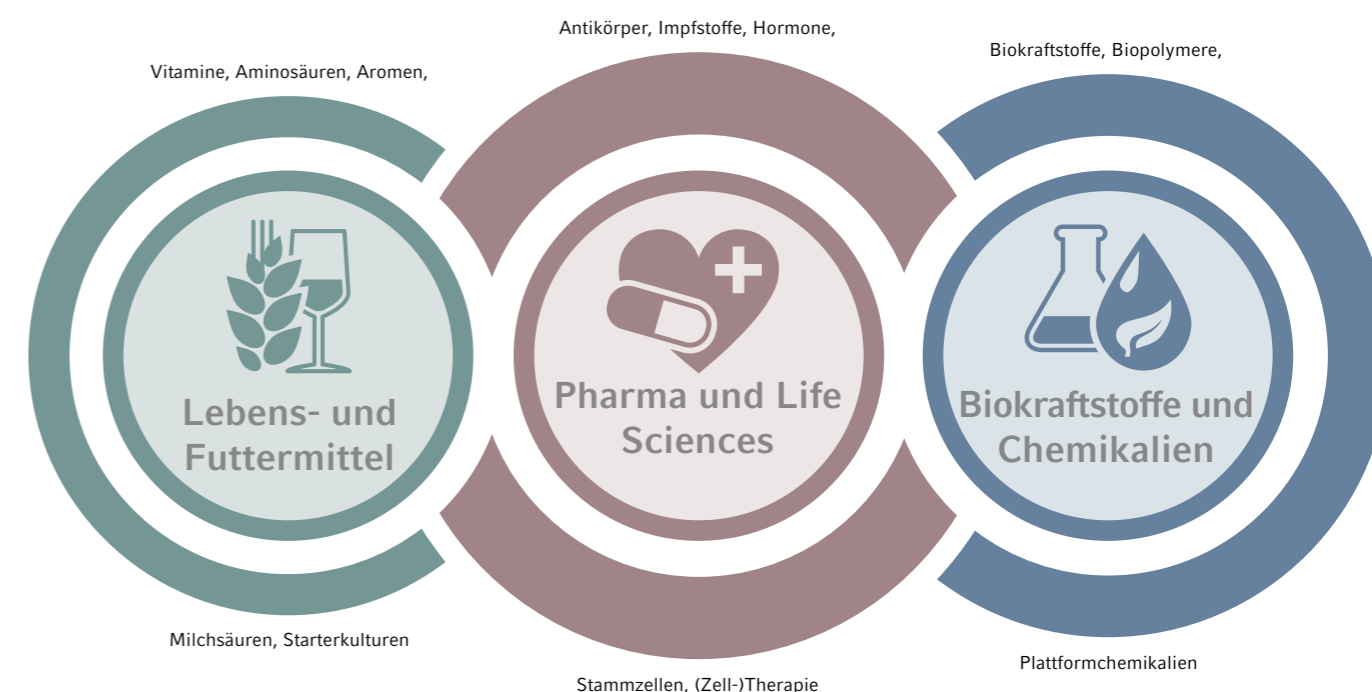 Vitamine, Aminosäuren, Aromen,
Lebens- und
Futtermittel
Milchsäuren, Starterkulturen
Antikörper, Impfstoffe, Hormone,
Pharma und Life
Sciences
Stammzellen, (Zell-)Therapie
Biokraftstoffe, Biopolymere,
Biokraftstoffe und
Chemikalien
Plattformchemikalien